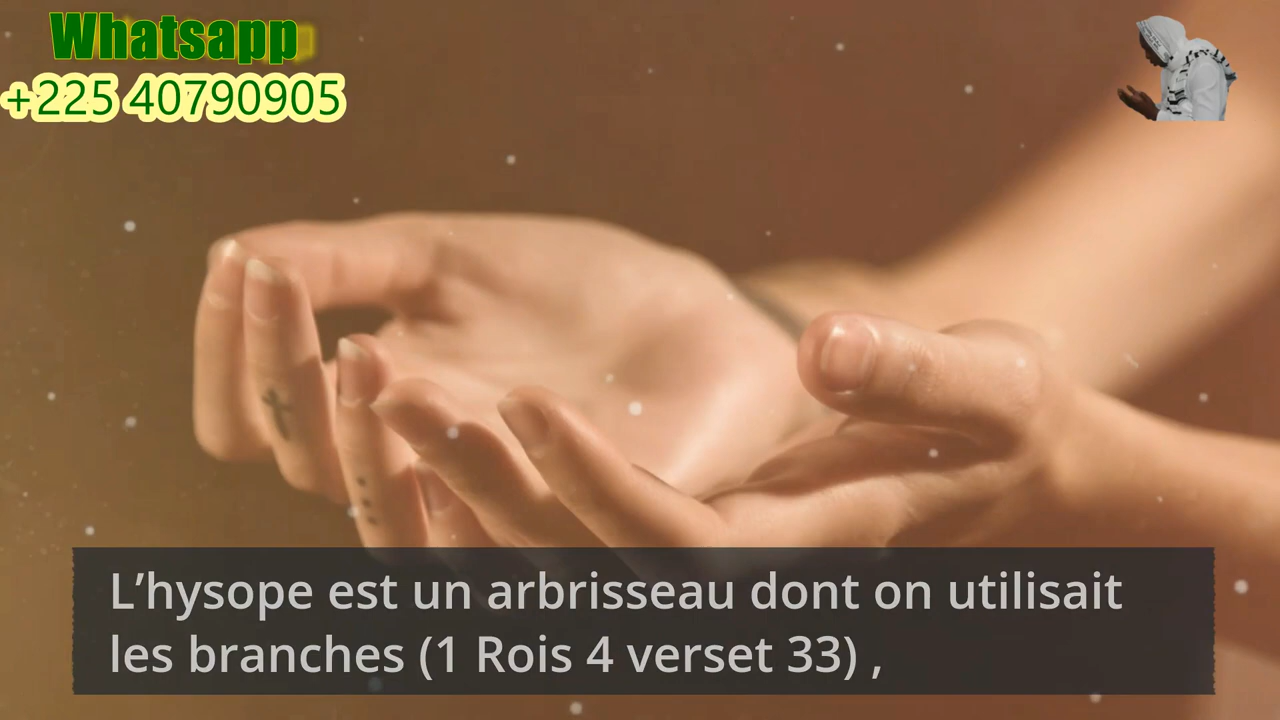 Whatsapp
+225 40790905
L’hysope est un arbrisseau dont on utilisait
les branches (1 Rois 4 verset 33) ,